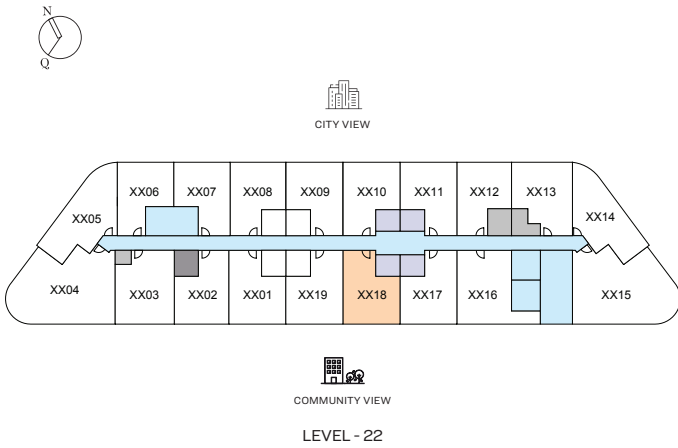 N
Q
CITY VIEW
XX06 XX07 XX08 XX09 XX10 XX11 XX12 XX13
XX05 XX14
XX04 XX03 XX02 XX01 XX19 XX18 XX17 XX16 XX15
COMMUNITY VIEW
LEVEL - 22